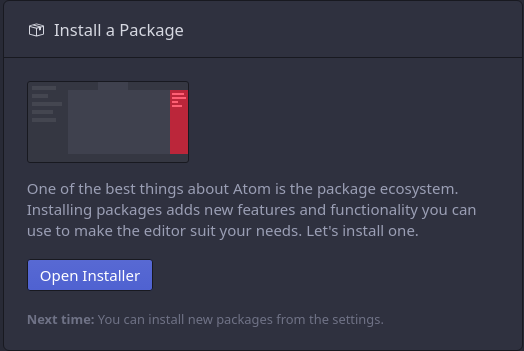 Install a Package
One of the best things about Atom is the package ecosystem.
Installing packages adds new features and functionality you can
use to make the editor suit your needs. Let's install one.
Open Installer
Next time: You can install new packages from the settings.